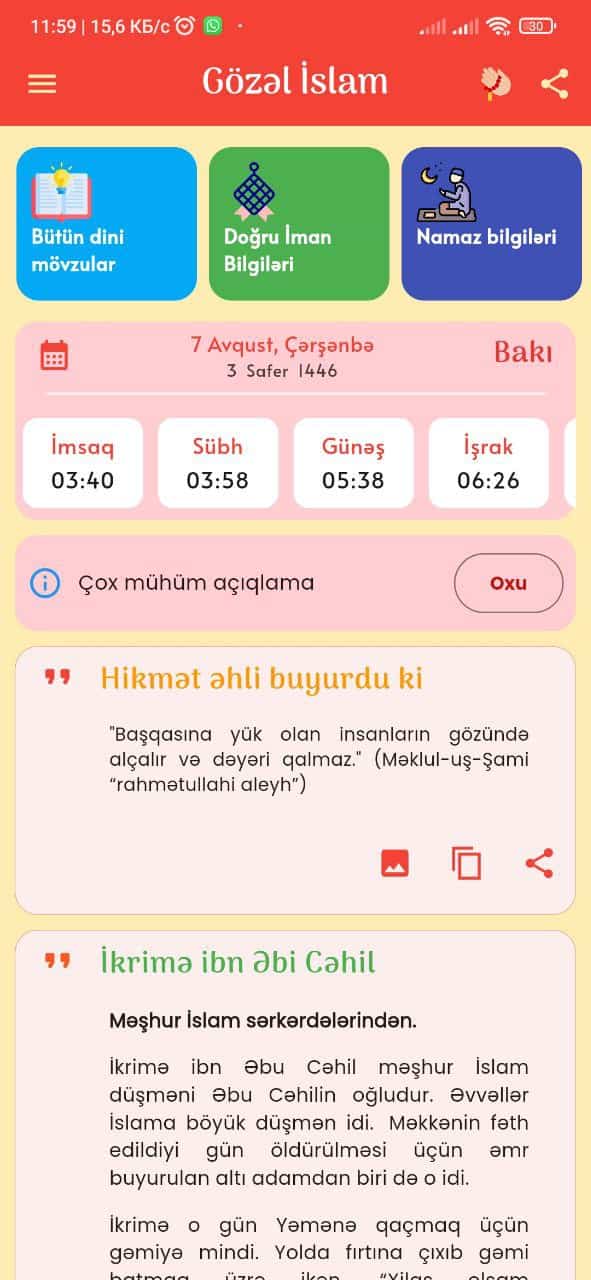 11:59 | 15,6 КБ/с
30
Gözəl İslam
Bütün dini
mövzular
Doğru İman
Bilgiləri
Namaz bilgiləri
7 Avqust, Çərşənbə
3 Safer 1446
Bakı
İmsaq
03:40
Sübh
03:58
Günəş
05:38
İşrak
06:26
Çox mühüm açıqlama
Oxu
Hikmət əhli buyurdu ki
"Başqasına yük olan insanların gözündə
alçalır və dəyəri qalmaz." (Məklul-uş-Şami
“rahmətullahi aleyh”)
İkrimə ibn Əbi Cəhil
Məşhur İslam sərkərdələrindən.
İkrimə ibn Əbu Cəhil məşhur İslam
düşməni Əbu Cəhilin oğludur. Əvvəllər
İslama böyük düşmən idi. Məkkənin fəth
edildiyi gün öldürülməsi üçün əmr
buyurulan altı adamdan biri də o idi.
İkrimə o gün Yəmənə qaçmaq üçün
gəmiyə mindi. Yolda fırtına çıxıb gəmi
batmaq üzrə ikən “Xilas olsam